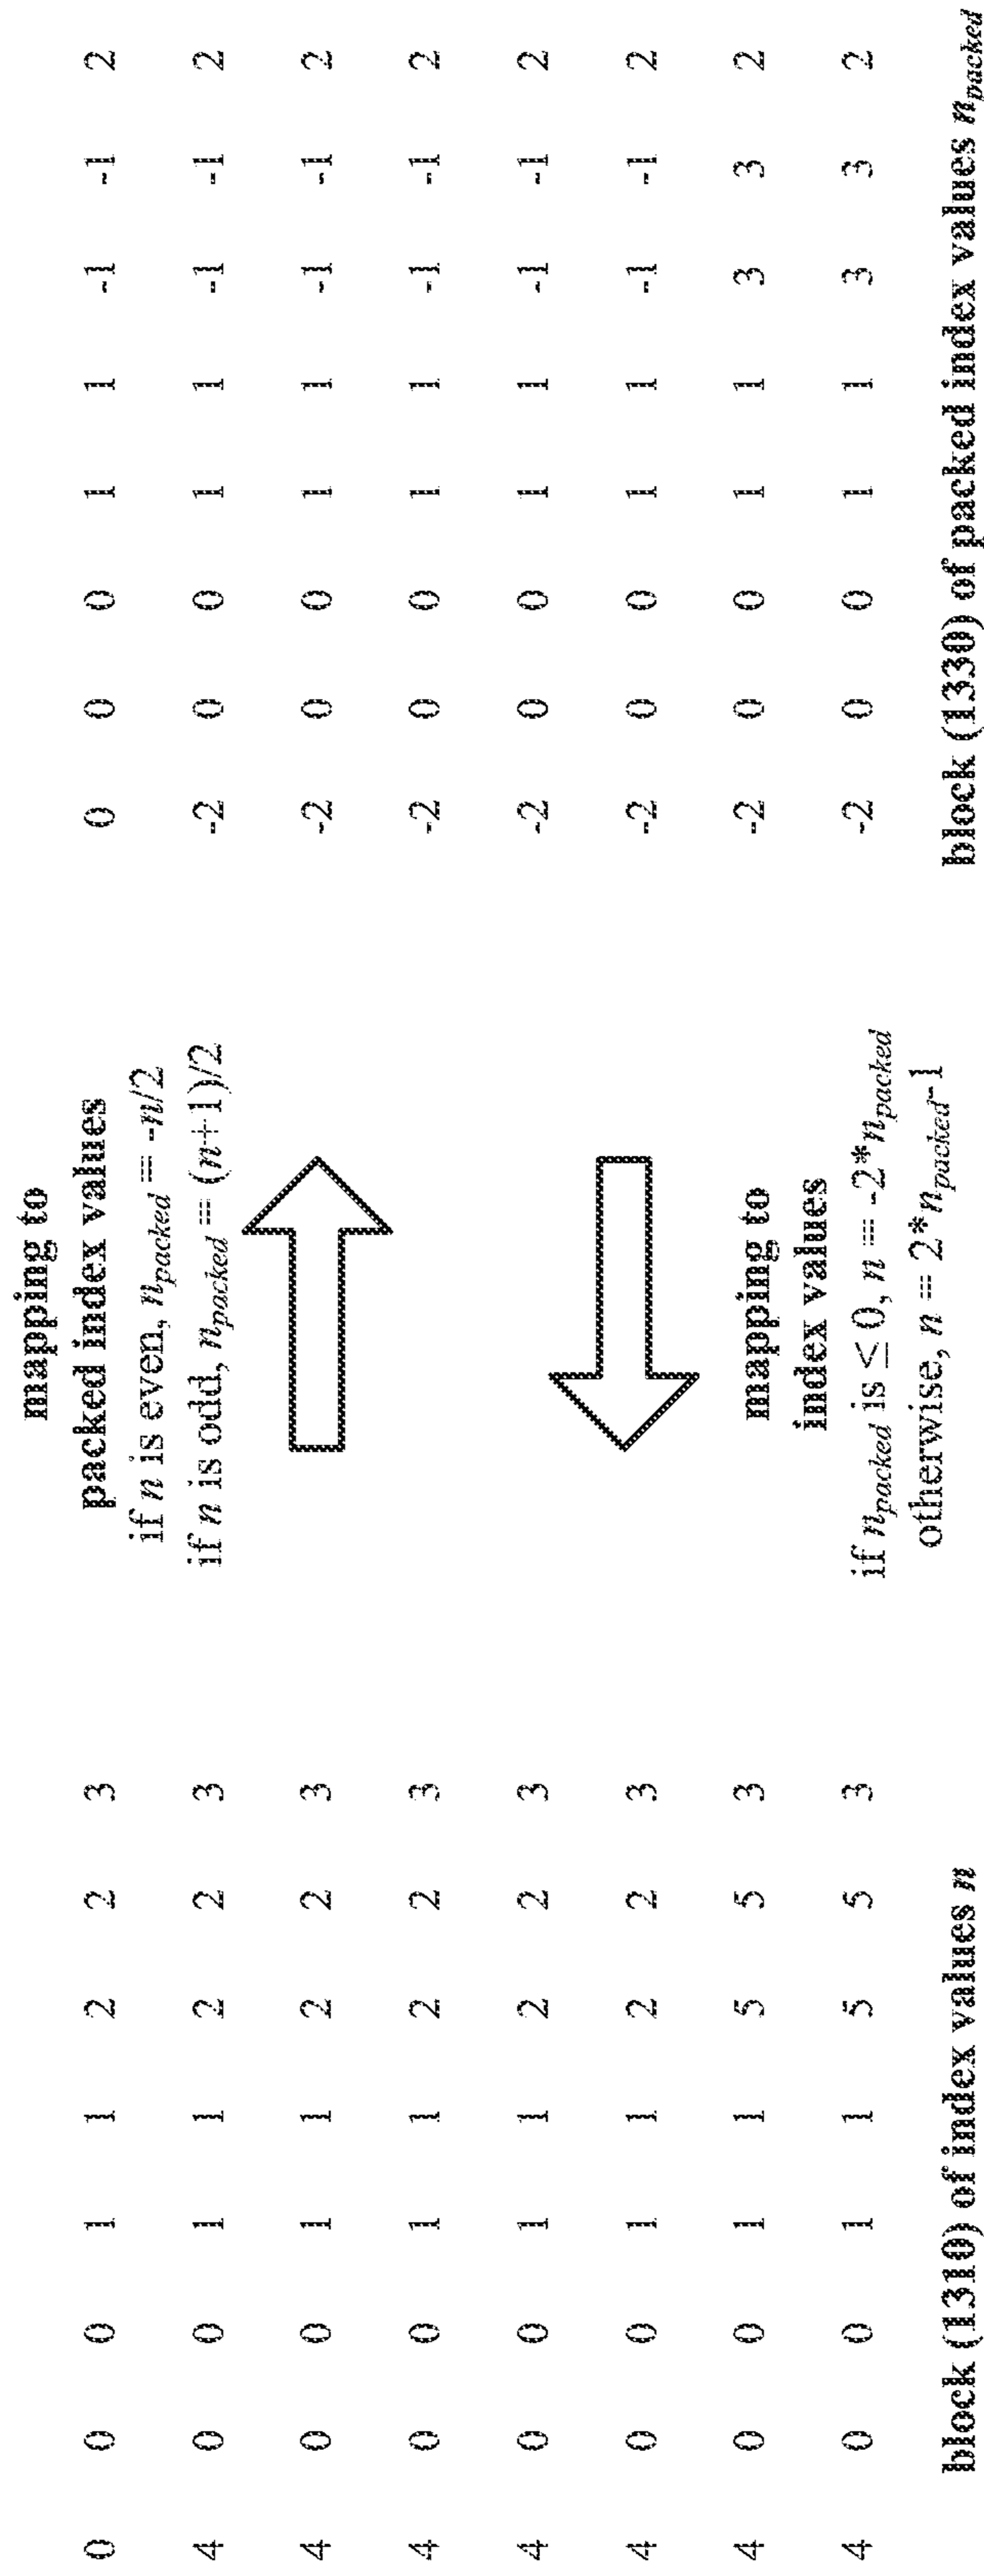 0 0 0 1 1 2 2 3
4 0 0 1 1 2 2 3
4 0 0 1 1 2 2 3
4 0 0 1 1 2 2 3
4 0 0 1 1 2 2 3
4 0 0 1 1 2 2 3
4 0 0 1 1 5 5 3
4 0 0 1 1 5 5 3
block (1310) of index values n
mapping to
packed index values
if n is even, n_packed = -n/2
if n is odd, n_packed = (n+1)/2
mapping to
index values
if n_packed is ≤ 0, n = -2*n_packed
otherwise, n = 2*n_packed-1
0 0 0 1 1 -1 -1 2
-2 0 0 1 1 -1 -1 2
-2 0 0 1 1 -1 -1 2
-2 0 0 1 1 -1 -1 2
-2 0 0 1 1 -1 -1 2
-2 0 0 1 1 -1 -1 2
-2 0 0 1 1 3 3 2
-2 0 0 1 1 3 3 2
block (1330) of packed index values n_packed